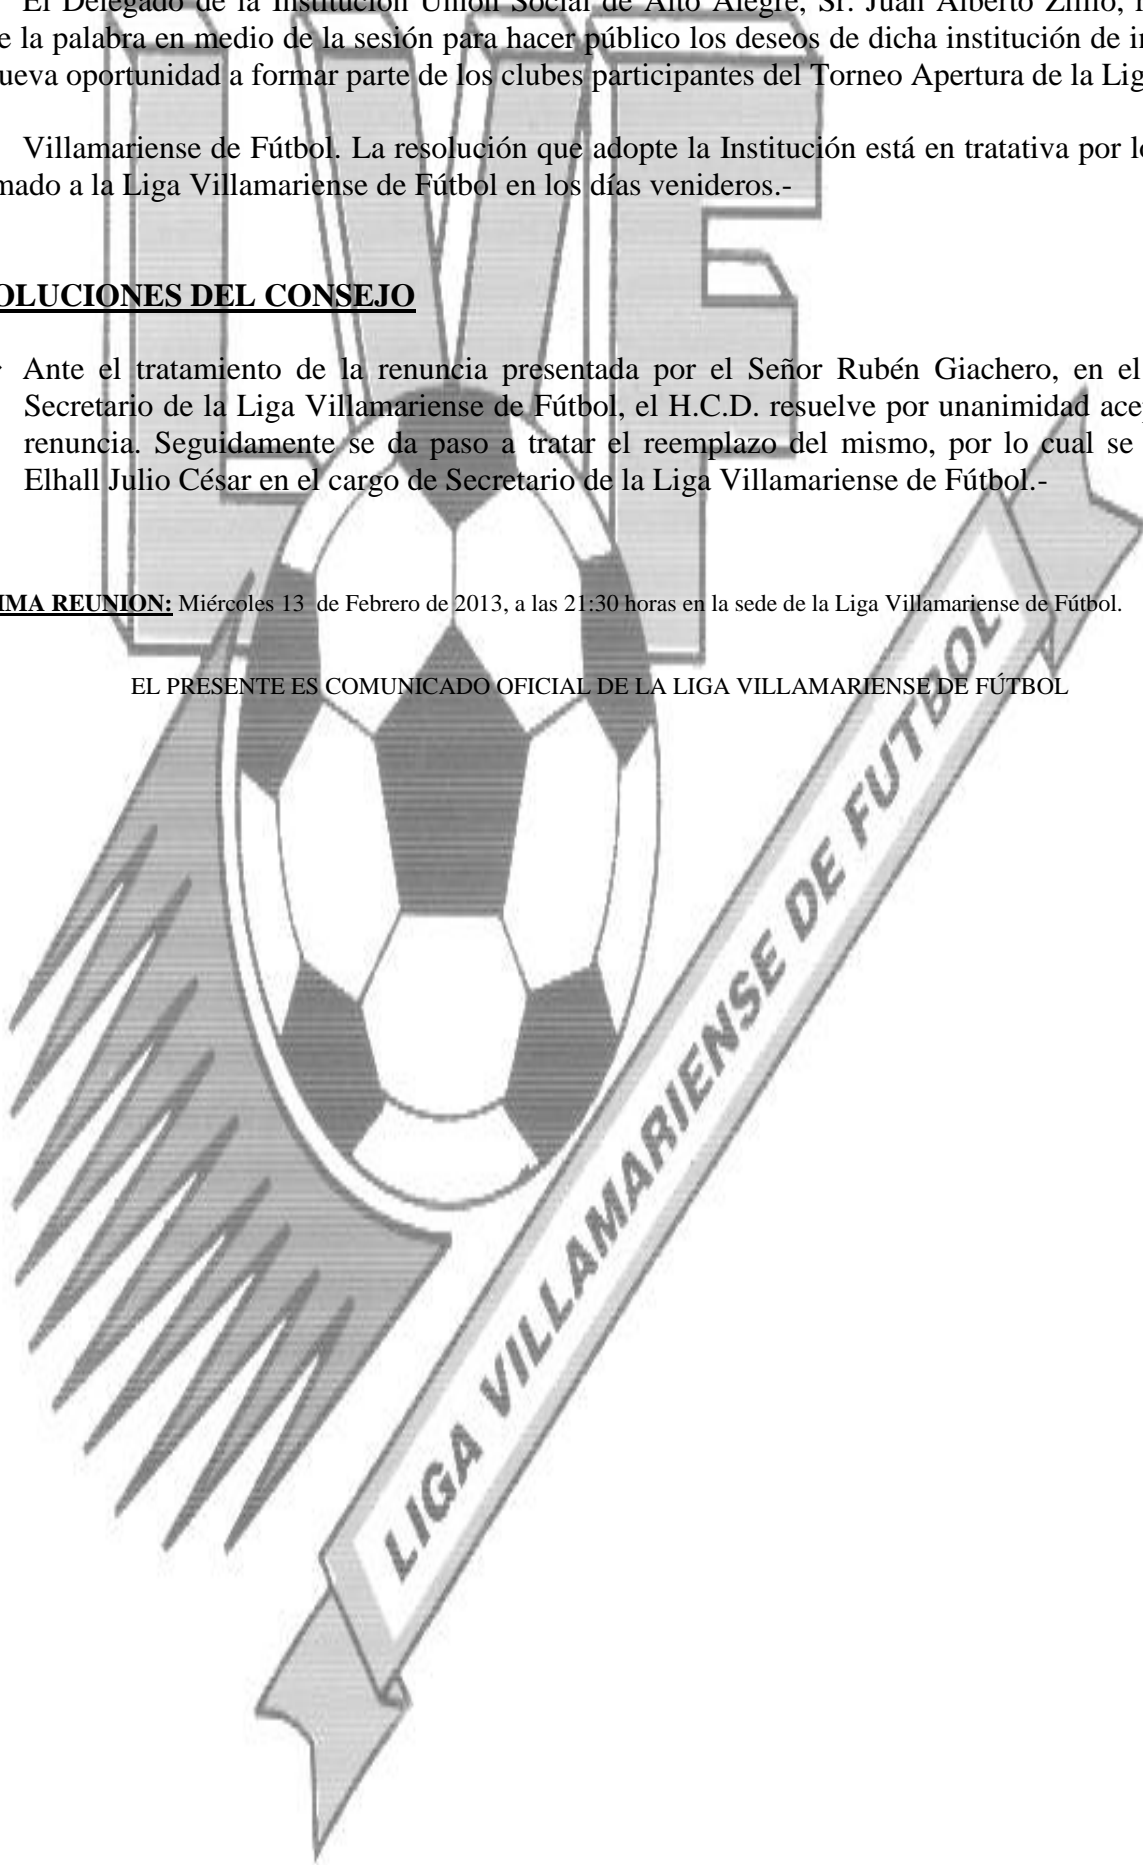 El Delegado de la Institución Unión Social de Alto Alegre, Sr. Juan Alberto Zinno,
e la palabra en medio de la sesión para hacer público los deseos de dicha institución de
ueva oportunidad a formar parte de los clubes participantes del Torneo Apertura de la Lig
Villamariense de Fútbol. La resolución que adopte la Institución está en tratativa por lo
mado a la Liga Villamariense de Fútbol en los días venideros.-
OLUCIONES DEL CONSEJO
Ante el tratamiento de la renuncia presentada por el Señor Rubén Giachero, en el
Secretario de la Liga Villamariense de Fútbol, el H.C.D. resuelve por unanimidad ace
renuncia. Seguidamente se da paso a tratar el reemplazo del mismo, por lo cual se
Elhall Julio César en el cargo de Secretario de la Liga Villamariense de Fútbol.-
IMA REUNION: Miércoles 13 de Febrero de 2013, a las 21:30 horas en la sede de la Liga Villamariense de Fútbol.
EL PRESENTE ES COMUNICADO OFICIAL DE LA LIGA VILLAMARIENSE DE FÚTBOL
LVF
LIGA VILLAMARIENSE DE FUTBOL